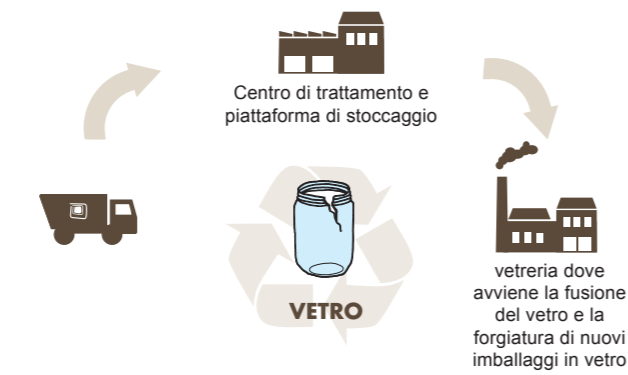 Centro di trattamento e
piattaforma di stoccaggio
VETRO
vetreria dove
avviene la fusione
del vetro e la
forgiatura di nuovi
imballaggi in vetro